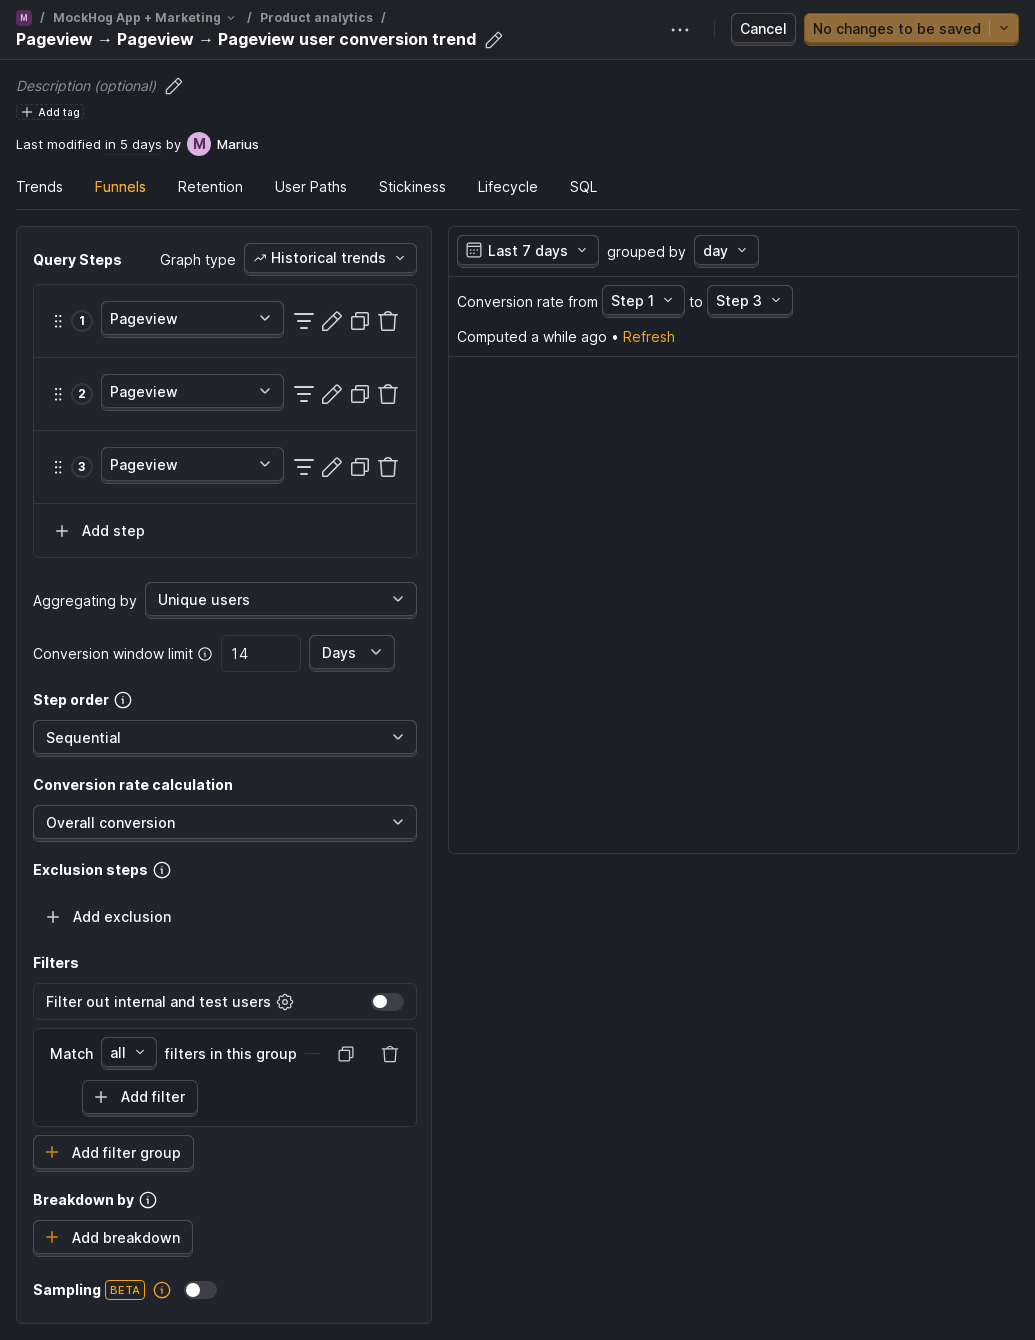 M / MockHog App + Marketing / Product analytics /
Pageview → Pageview → Pageview user conversion trend
Cancel
No changes to be saved
Description (optional)
Add tag
Last modified in 5 days by M Marius
Trends Funnels Retention User Paths Stickiness Lifecycle SQL
Query Steps Graph type Historical trends
1 Pageview
2 Pageview
3 Pageview
Add step
Aggregating by Unique users
Conversion window limit 14 Days
Step order
Sequential
Conversion rate calculation
Overall conversion
Exclusion steps
Add exclusion
Filters
Filter out internal and test users
Match all filters in this group
Add filter
Add filter group
Breakdown by
Add breakdown
Sampling BETA
Last 7 days grouped by day
Conversion rate from Step 1 to Step 3
Computed a while ago • Refresh